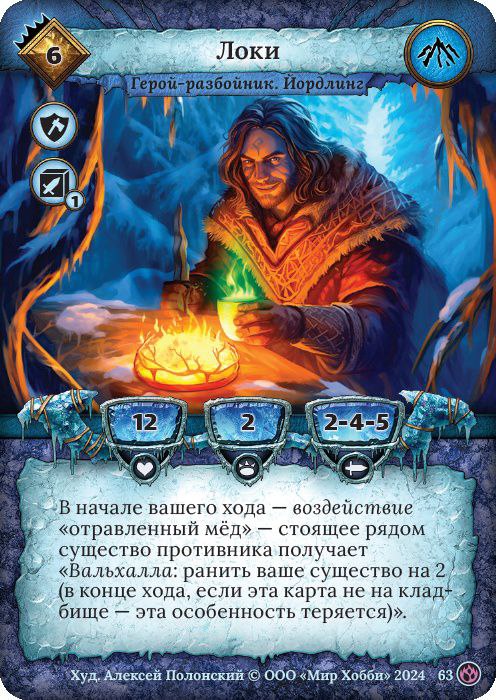 6
Локи
Герой-разбойник. Йордлинг
1
12
2
2-4-5
В начале вашего хода — воздействие
«отравленный мёд» — стоящее рядом
существо противника получает
«Вальхалла: ранить ваше существо на 2
(в конце хода, если эта карта не на клад-
бище — эта особенность теряется)».
Худ. Алексей Полонский © ООО «Мир Хобби» 2024 63